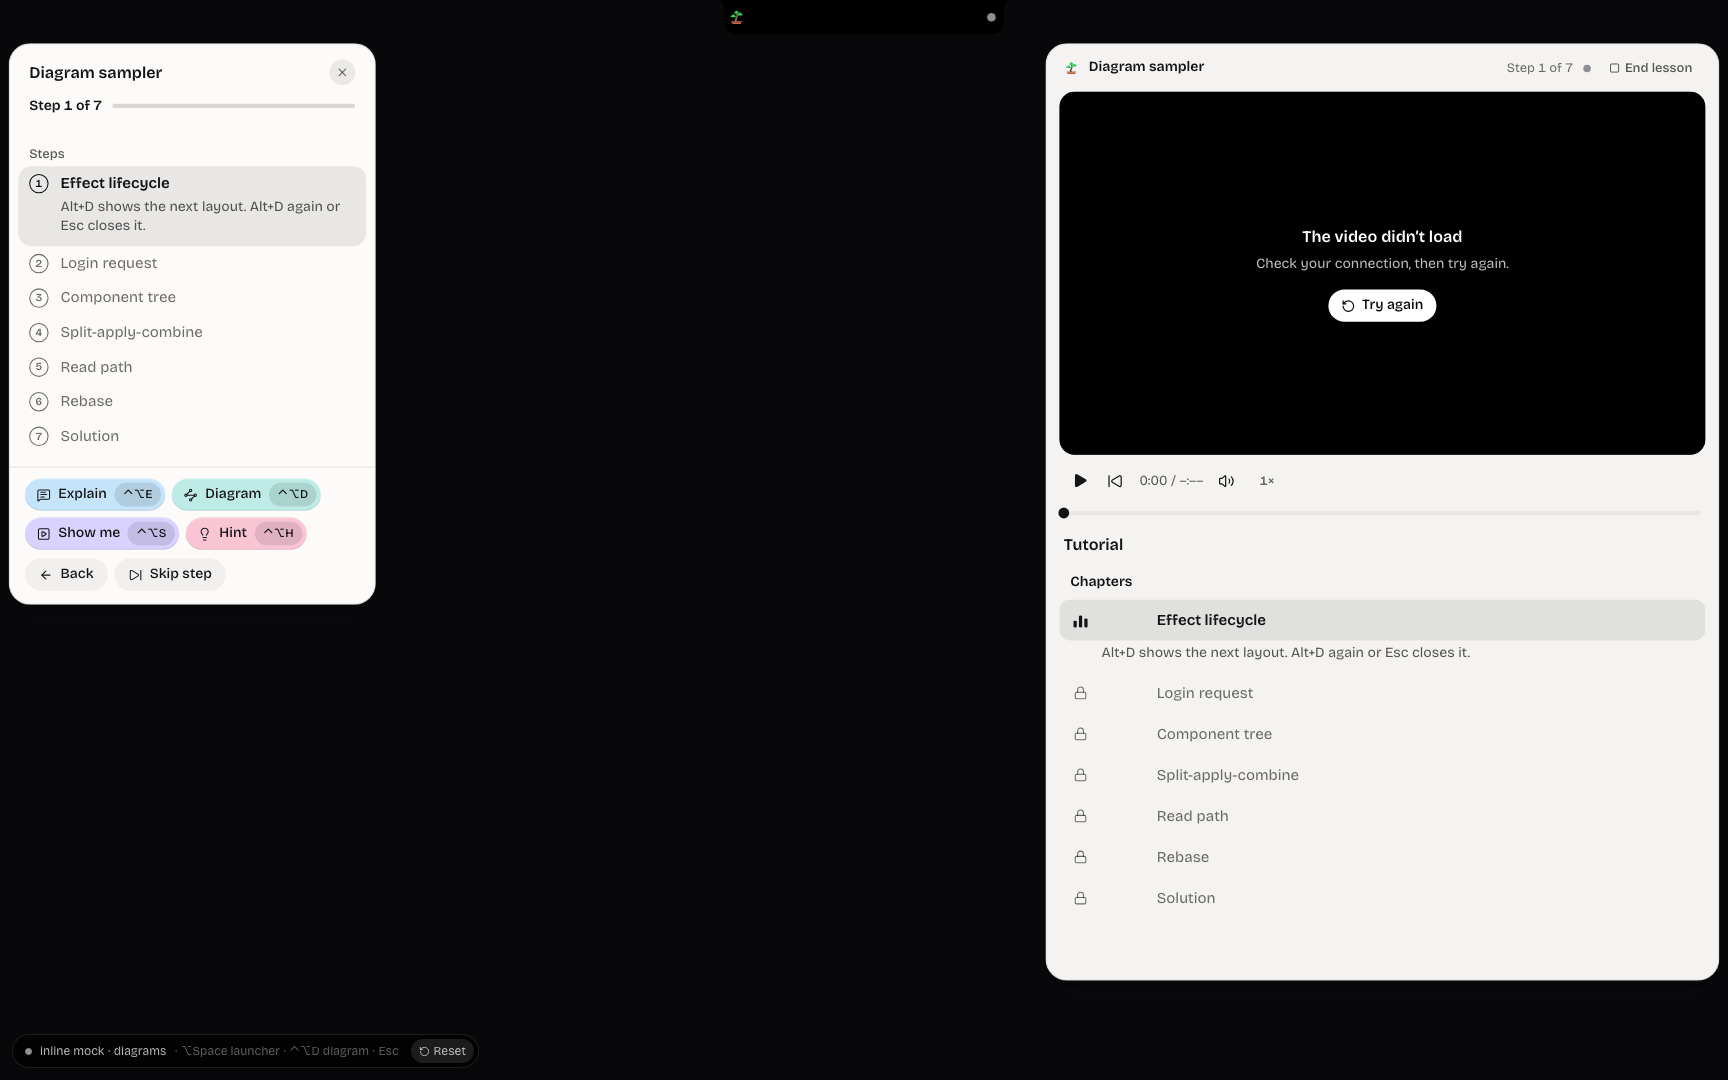 Diagram sampler
Step 1 of 7
Steps
1 Effect lifecycle
Alt+D shows the next layout. Alt+D again or
Esc closes it.
2 Login request
3 Component tree
4 Split-apply-combine
5 Read path
6 Rebase
7 Solution
Explain ^⌥E Diagram ^⌥D
Show me ^⌥S Hint ^⌥H
Back Skip step
Diagram sampler Step 1 of 7 End lesson
The video didn’t load
Check your connection, then try again.
Try again
0:00 / –:–– 1×
Tutorial
Chapters
Effect lifecycle
Alt+D shows the next layout. Alt+D again or Esc closes it.
Login request
Component tree
Split-apply-combine
Read path
Rebase
Solution
inline mock · diagrams · ⌥Space launcher · ^⌥D diagram · Esc Reset